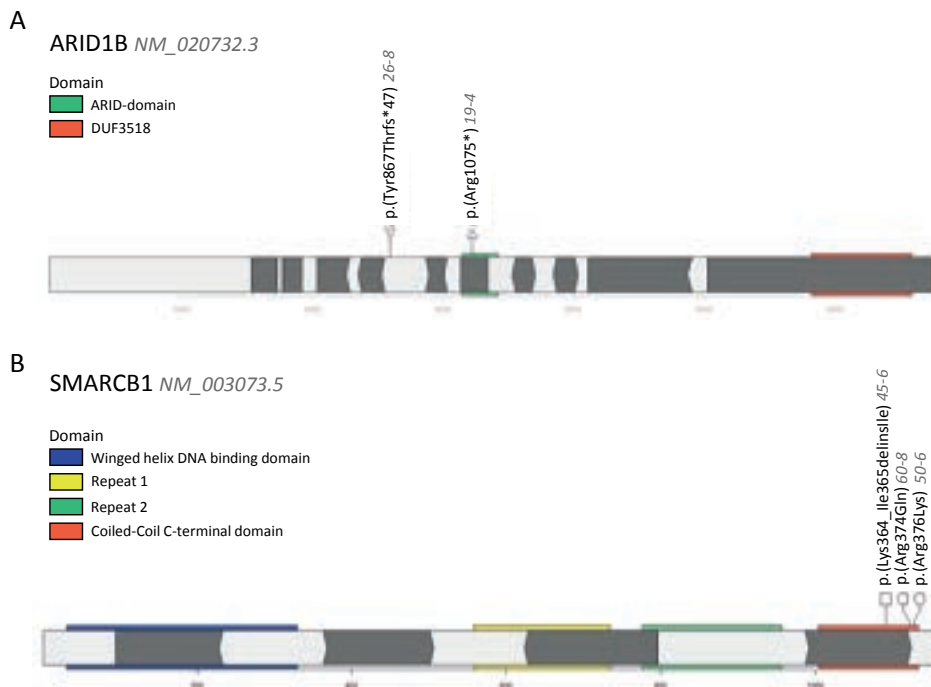 A
ARID1B NM_020732.3
Domain
ARID-domain
DUF3518
p.(Tyr867Thrfs*47) 26-8
p.(Arg1075*) 19-4
B
SMARCB1 NM_003073.5
Domain
Winged helix DNA binding domain
Repeat 1
Repeat 2
Coiled-Coil C-terminal domain
p.(Lys364_Ile365delinsIle) 45-6
p.(Arg374Gln) 60-8
p.(Arg376Lys) 50-6